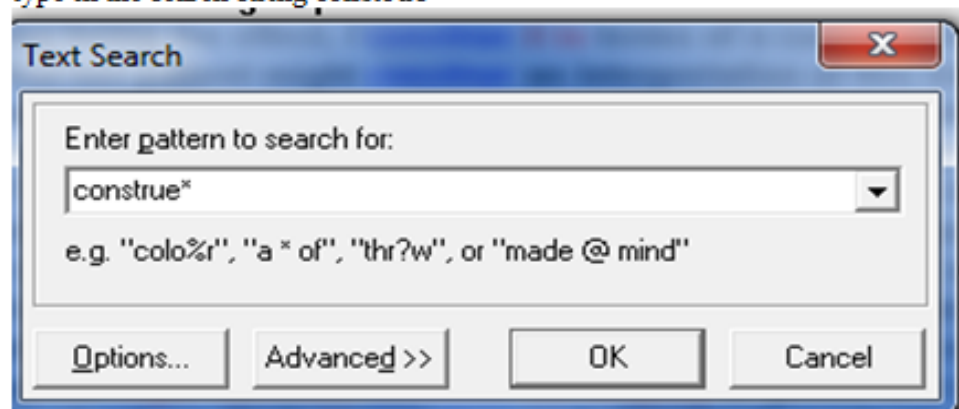 Text Search
Enter pattern to search for:
construe*
e.g. "colo%r", "a * of", "thr?w", or "made @ mind"
Options...
Advanced >>
OK
Cancel